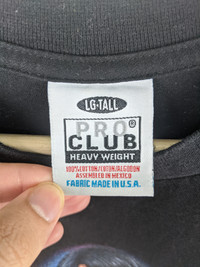 LG-TALL
PRO®
CLUB
HEAVY WEIGHT
100%COTTON/COTON/ALGODON
ASSEMBLED IN MEXICO
FABRIC MADE IN U.S.A.